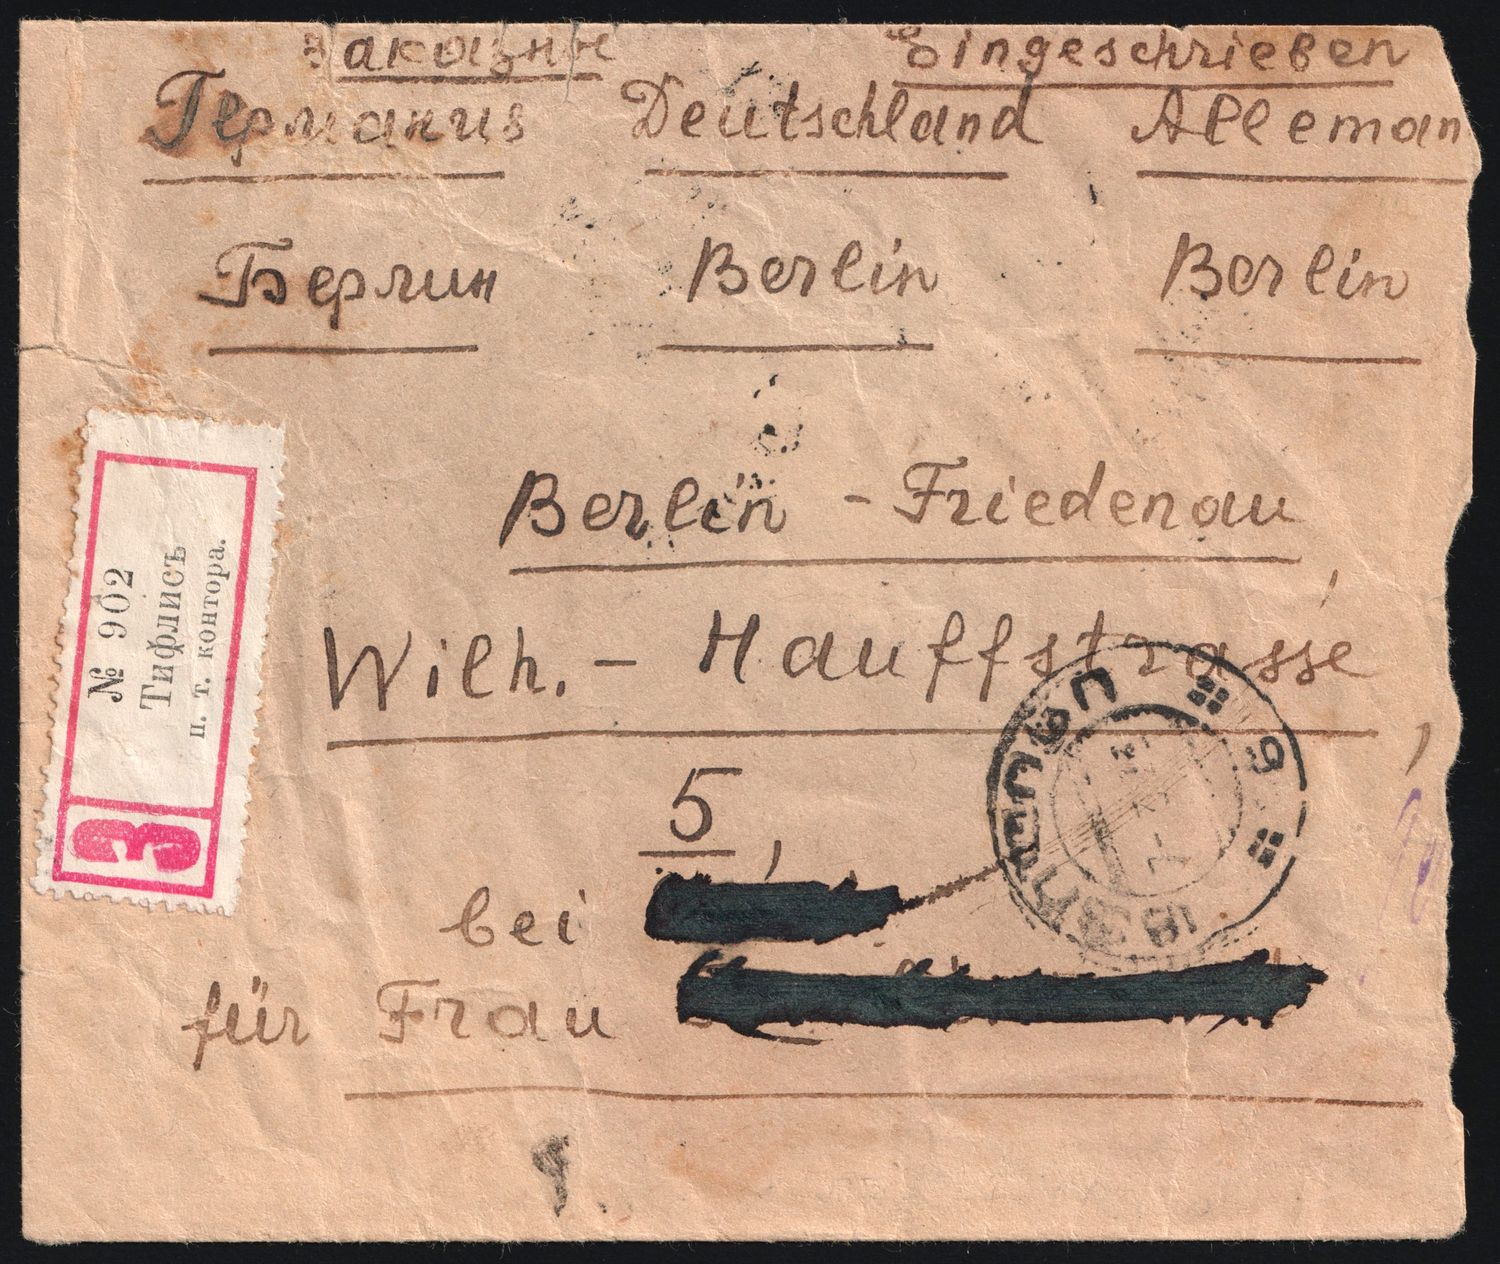 заказное Eingeschrieben
Германия Deutschland Alleman
Берлин Berlin Berlin
Berlin - Friedenau
Wilh. - Hauffstrasse,
5,
bei
für Frau
№ 902
Тифлисъ
п. т. контора.
З